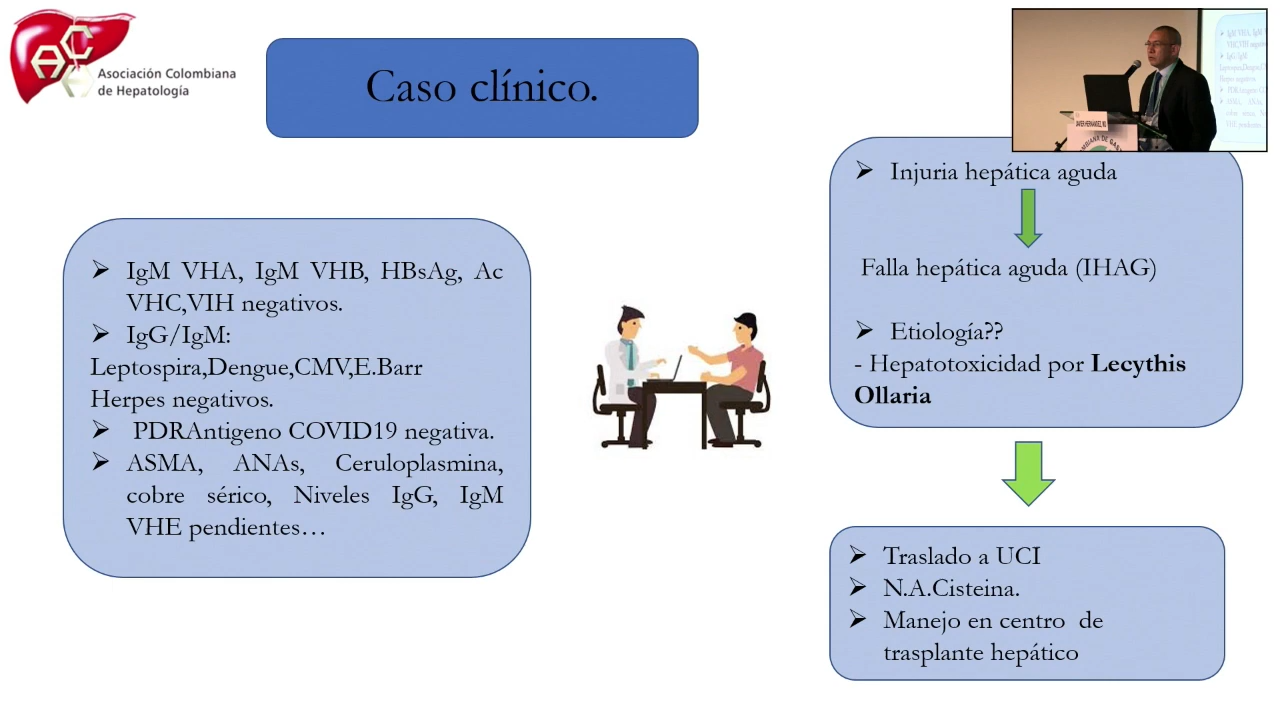 Asociación Colombiana
de Hepatología
Caso clínico.
➢ IgM VHA, IgM VHB, HBsAg, Ac
VHC,VIH negativos.
➢ IgG/IgM:
Leptospira,Dengue,CMV,E.Barr
Herpes negativos.
➢ PDRAntigeno COVID19 negativa.
➢ ASMA, ANAs, Ceruloplasmina,
cobre sérico, Niveles IgG, IgM
VHE pendientes…
JAVIER HERNANDEZ, MD
➢ Injuria hepática aguda
Falla hepática aguda (IHAG)
➢ Etiología??
- Hepatotoxicidad por Lecythis
Ollaria
➢ Traslado a UCI
➢ N.A.Cisteina.
➢ Manejo en centro de
trasplante hepático